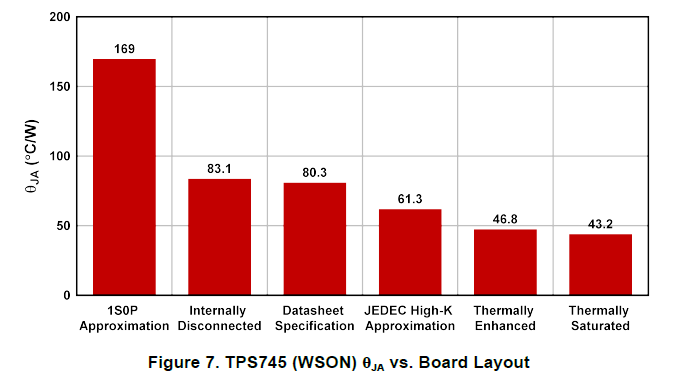 200
150
100
50
0
θJA (°C/W)
169
83.1
80.3
61.3
46.8
43.2
1S0P
Approximation
Internally
Disconnected
Datasheet
Specification
JEDEC High-K
Approximation
Thermally
Enhanced
Thermally
Saturated
Figure 7. TPS745 (WSON) θJA vs. Board Layout